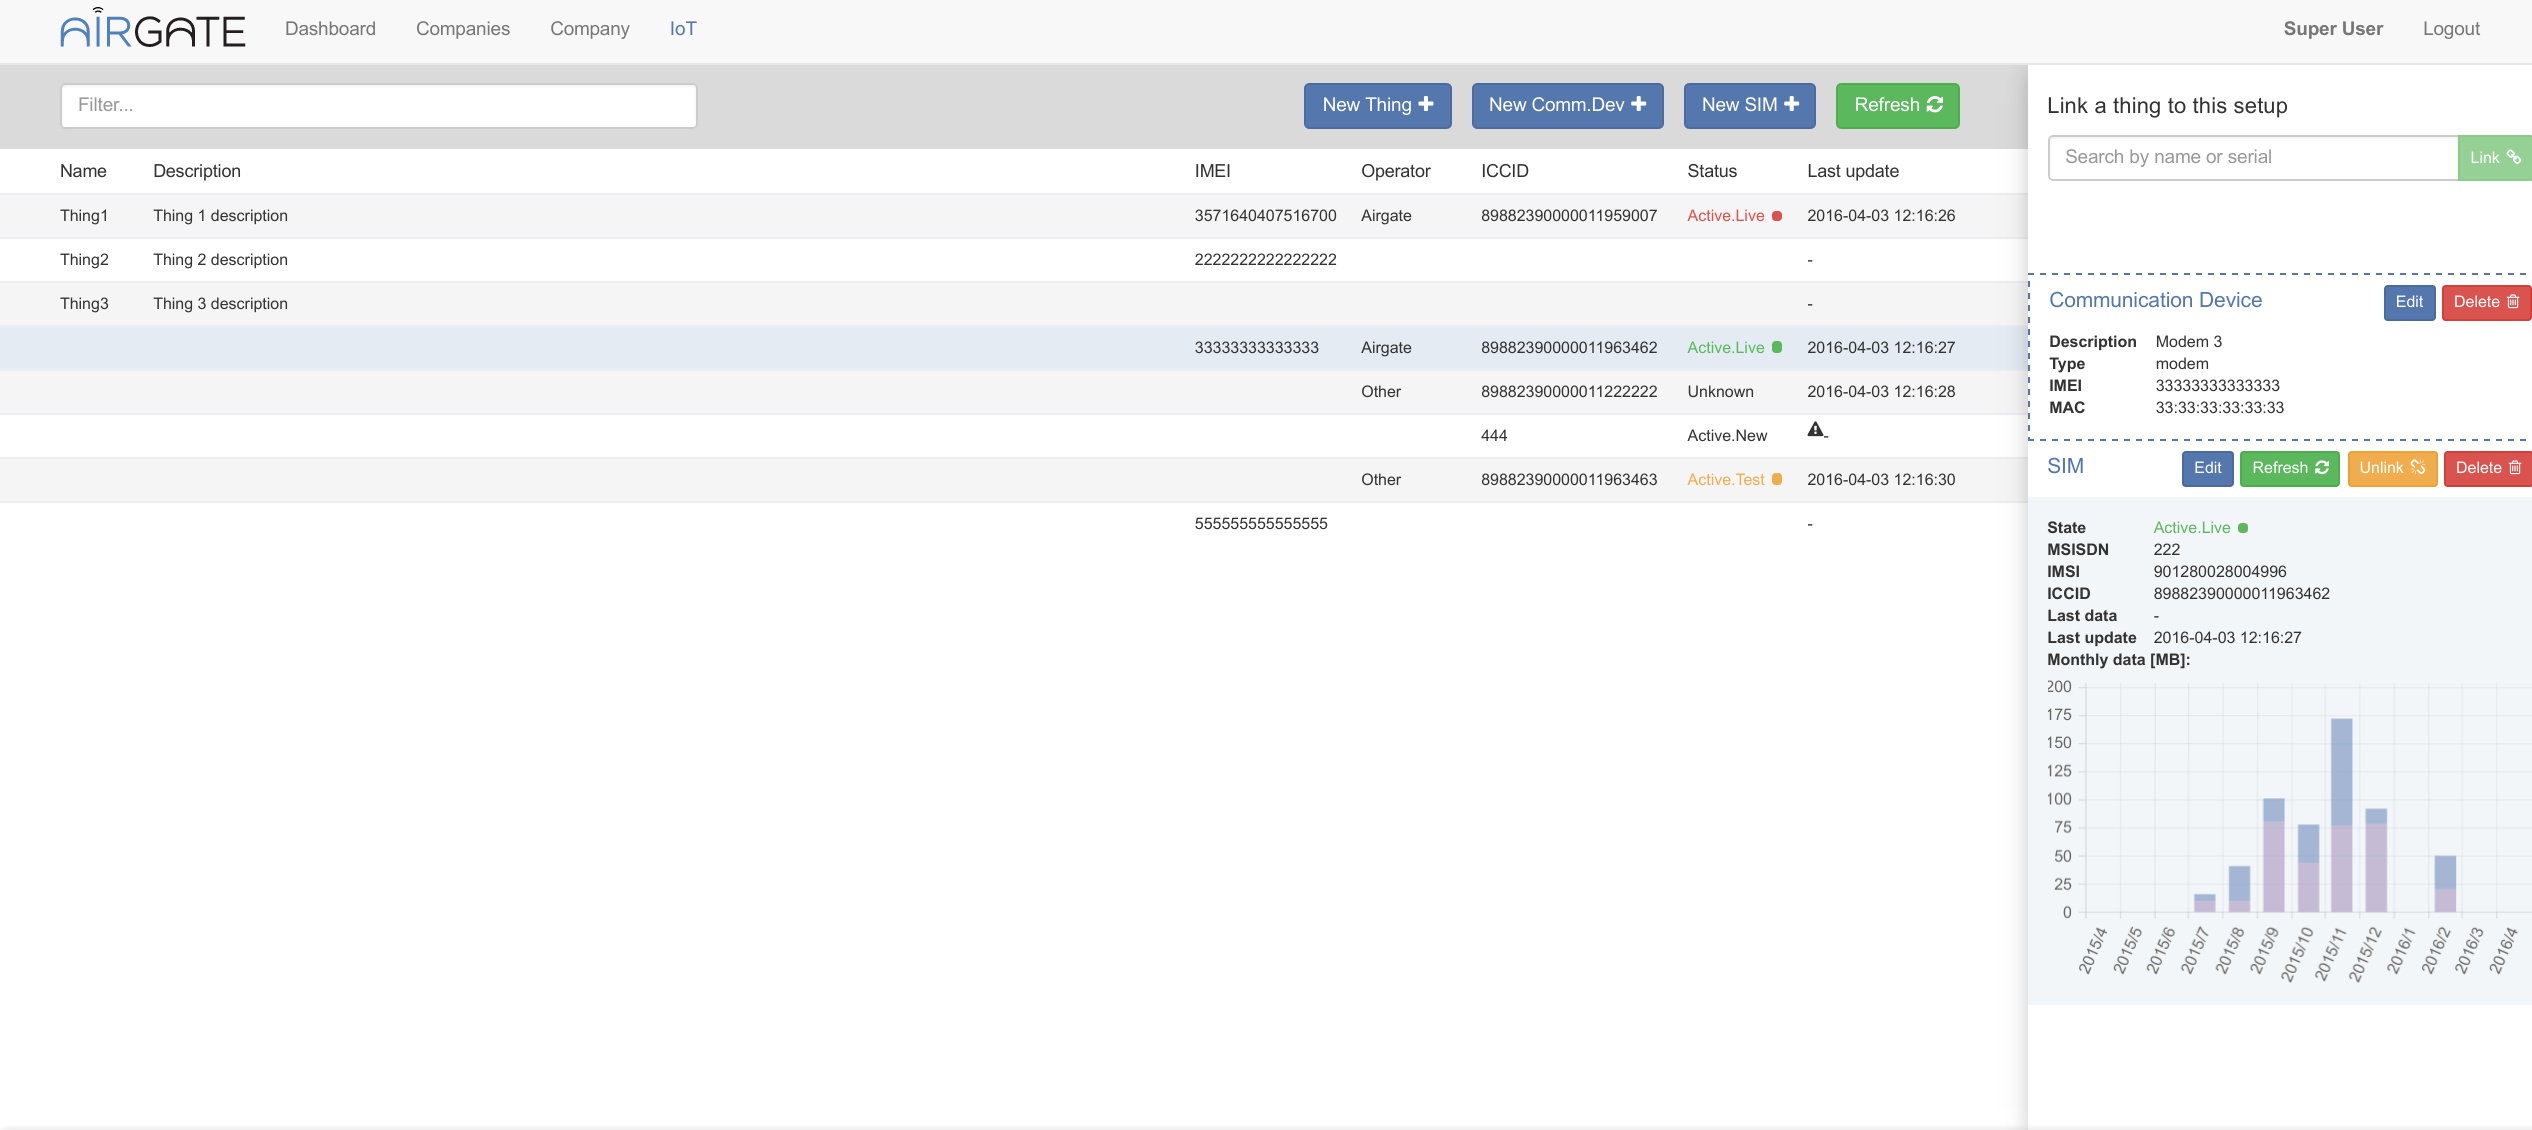 AIRGATE Dashboard Companies Company IoT Super User Logout
Filter... New Thing New Comm.Dev New SIM Refresh
Name Description IMEI Operator ICCID Status Last update
Thing1 Thing 1 description 3571640407516700 Airgate 89882390000011959007 Active.Live 2016-04-03 12:16:26
Thing2 Thing 2 description 2222222222222222 -
Thing3 Thing 3 description -
33333333333333 Airgate 89882390000011963462 Active.Live 2016-04-03 12:16:27
Other 89882390000011222222 Unknown 2016-04-03 12:16:28
444 Active.New -
Other 89882390000011963463 Active.Test 2016-04-03 12:16:30
555555555555555 -
Link a thing to this setup
Search by name or serial Link
Communication Device Edit Delete
Description Modem 3
Type modem
IMEI 33333333333333
MAC 33:33:33:33:33:33
SIM Edit Refresh Unlink Delete
State Active.Live
MSISDN 222
IMSI 901280028004996
ICCID 89882390000011963462
Last data -
Last update 2016-04-03 12:16:27
Monthly data [MB]:
200
175
150
125
100
75
50
25
0
2015/4 2015/5 2015/6 2015/7 2015/8 2015/9 2015/10 2015/11 2015/12 2016/1 2016/2 2016/3 2016/4